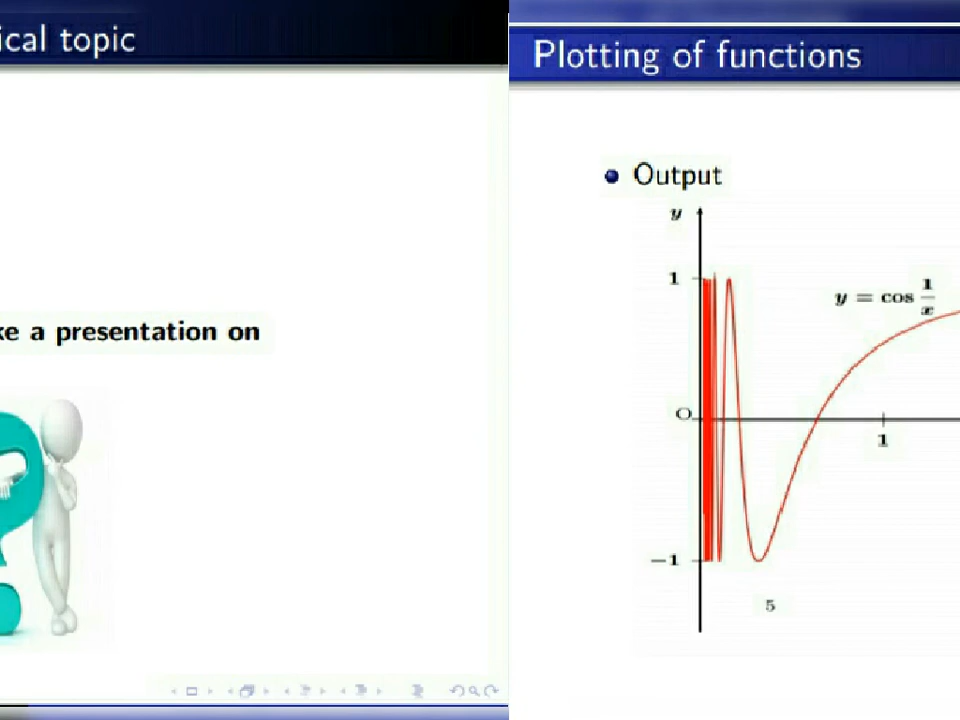 ical topic
ke a presentation on
Plotting of functions
Output
y
1
y = cos 1/x
O
1
−1
5